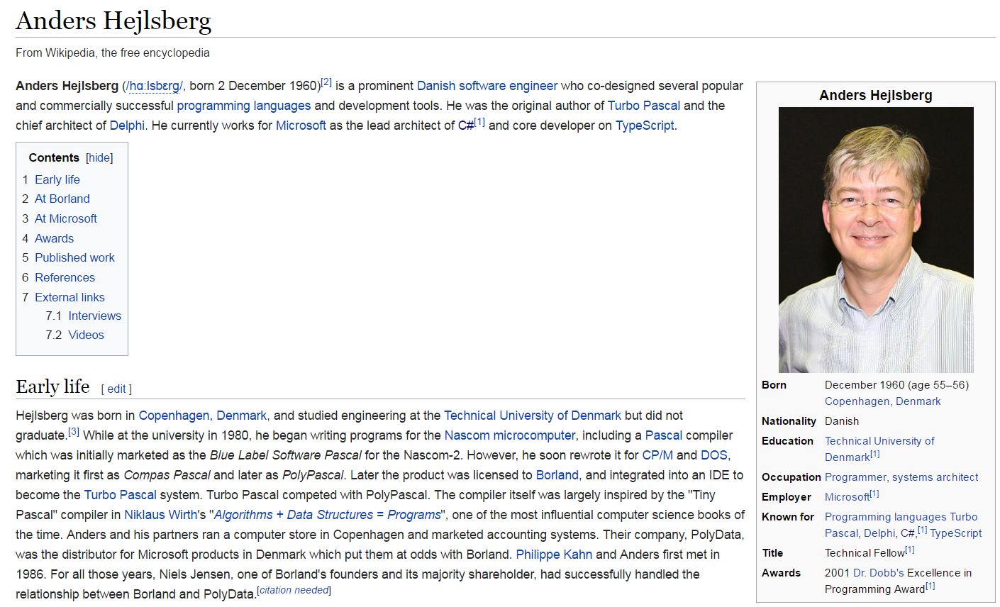 Anders Hejlsberg
From Wikipedia, the free encyclopedia
Anders Hejlsberg (/hɑːlsbɛrɡ/, born 2 December 1960)[2] is a prominent Danish software engineer who co-designed several popular
and commercially successful programming languages and development tools. He was the original author of Turbo Pascal and the
chief architect of Delphi. He currently works for Microsoft as the lead architect of C#[1] and core developer on TypeScript.
Contents [hide]
1 Early life
2 At Borland
3 At Microsoft
4 Awards
5 Published work
6 References
7 External links
7.1 Interviews
7.2 Videos
Early life [ edit ]
Hejlsberg was born in Copenhagen, Denmark, and studied engineering at the Technical University of Denmark but did not
graduate.[3] While at the university in 1980, he began writing programs for the Nascom microcomputer, including a Pascal compiler
which was initially marketed as the Blue Label Software Pascal for the Nascom-2. However, he soon rewrote it for CP/M and DOS,
marketing it first as Compas Pascal and later as PolyPascal. Later the product was licensed to Borland, and integrated into an IDE to
become the Turbo Pascal system. Turbo Pascal competed with PolyPascal. The compiler itself was largely inspired by the "Tiny
Pascal" compiler in Niklaus Wirth's "Algorithms + Data Structures = Programs", one of the most influential computer science books of
the time. Anders and his partners ran a computer store in Copenhagen and marketed accounting systems. Their company, PolyData,
was the distributor for Microsoft products in Denmark which put them at odds with Borland. Philippe Kahn and Anders first met in
1986. For all those years, Niels Jensen, one of Borland's founders and its majority shareholder, had successfully handled the
relationship between Borland and PolyData.[citation needed]
Anders Hejlsberg
Born December 1960 (age 55–56)
Copenhagen, Denmark
Nationality Danish
Education Technical University of
Denmark[1]
Occupation Programmer, systems architect
Employer Microsoft[1]
Known for Programming languages Turbo
Pascal, Delphi, C#,[1] TypeScript
Title Technical Fellow[1]
Awards 2001 Dr. Dobb's Excellence in
Programming Award[1]